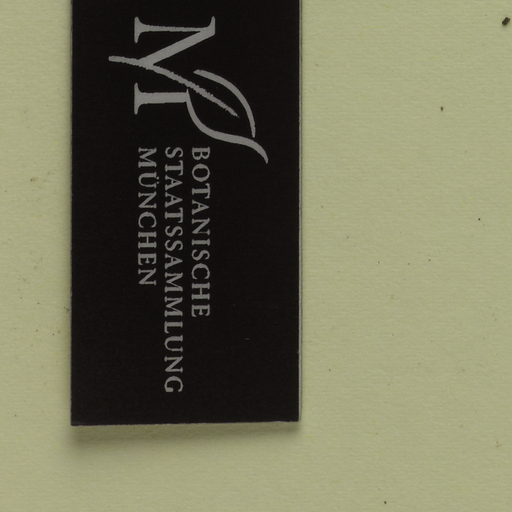 M
BOTANISCHE
STAATSSAMMLUNG
MÜNCHEN